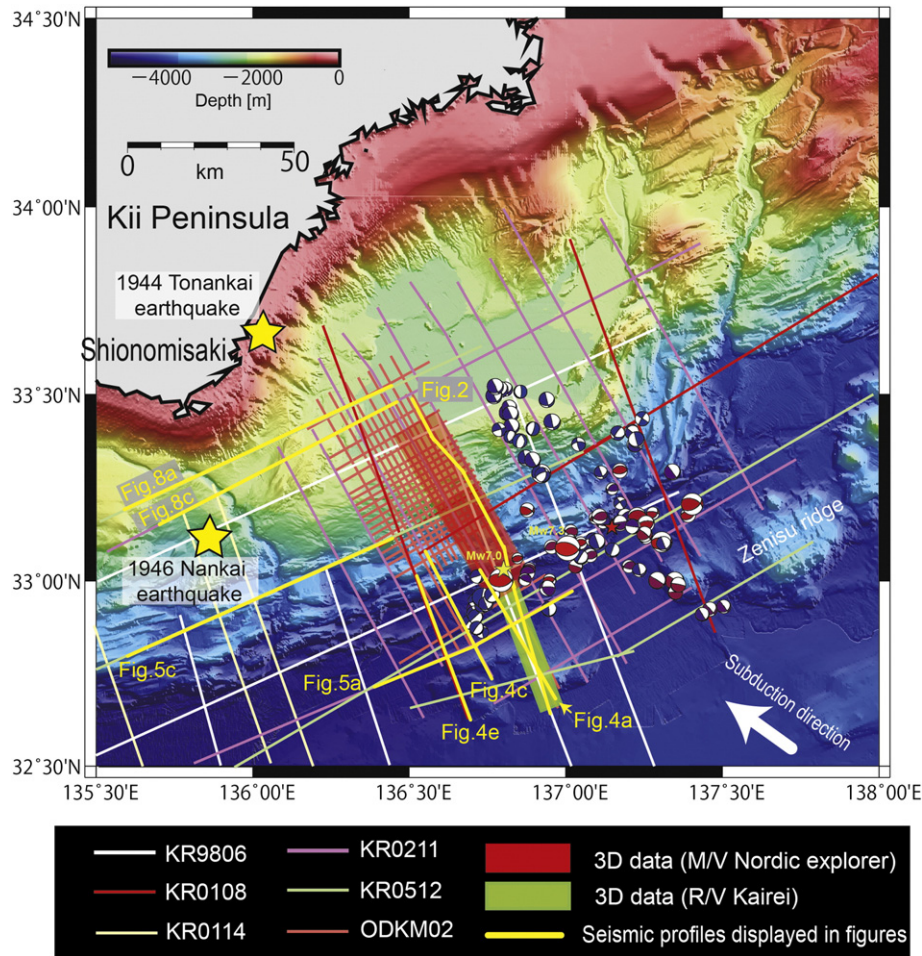 34˚30'N
34˚00'N
33˚30'N
33˚00'N
32˚30'N
−4000 −2000 0
Depth [m]
0 50
km
Kii Peninsula
1944 Tonankai
earthquake
Shionomisaki
Fig.2
Fig.8a
Fig.8c
Mw7.3
Mw7.0
Zenisu ridge
1946 Nankai
earthquake
Fig.5c
Fig.5a
Fig.4c
Fig.4e
Fig.4a
Subduction direction
135˚30'E 136˚00'E 136˚30'E 137˚00'E 137˚30'E 138˚00'E
KR9806 KR0211 3D data (M/V Nordic explorer)
KR0108 KR0512 3D data (R/V Kairei)
KR0114 ODKM02 Seismic profiles displayed in figures